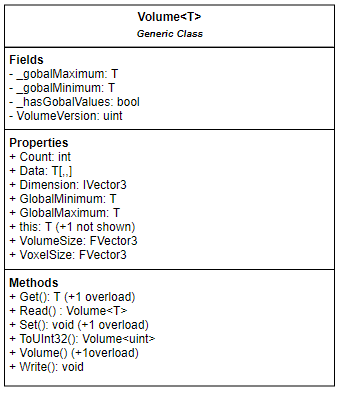 Volume<T>
Generic Class
Fields
- _gobalMaximum: T
- _gobalMinimum: T
- _hasGobalValues: bool
- VolumeVersion: uint
Properties
+ Count: int
+ Data: T[,,]
+ Dimension: IVector3
+ GlobalMinimum: T
+ GlobalMaximum: T
+ this: T (+1 not shown)
+ VolumeSize: FVector3
+ VoxelSize: FVector3
Methods
+ Get(): T (+1 overload)
+ Read() : Volume<T>
+ Set(): void (+1 overload)
+ ToUInt32(): Volume<uint>
+ Volume() (+1overload)
+ Write(): void